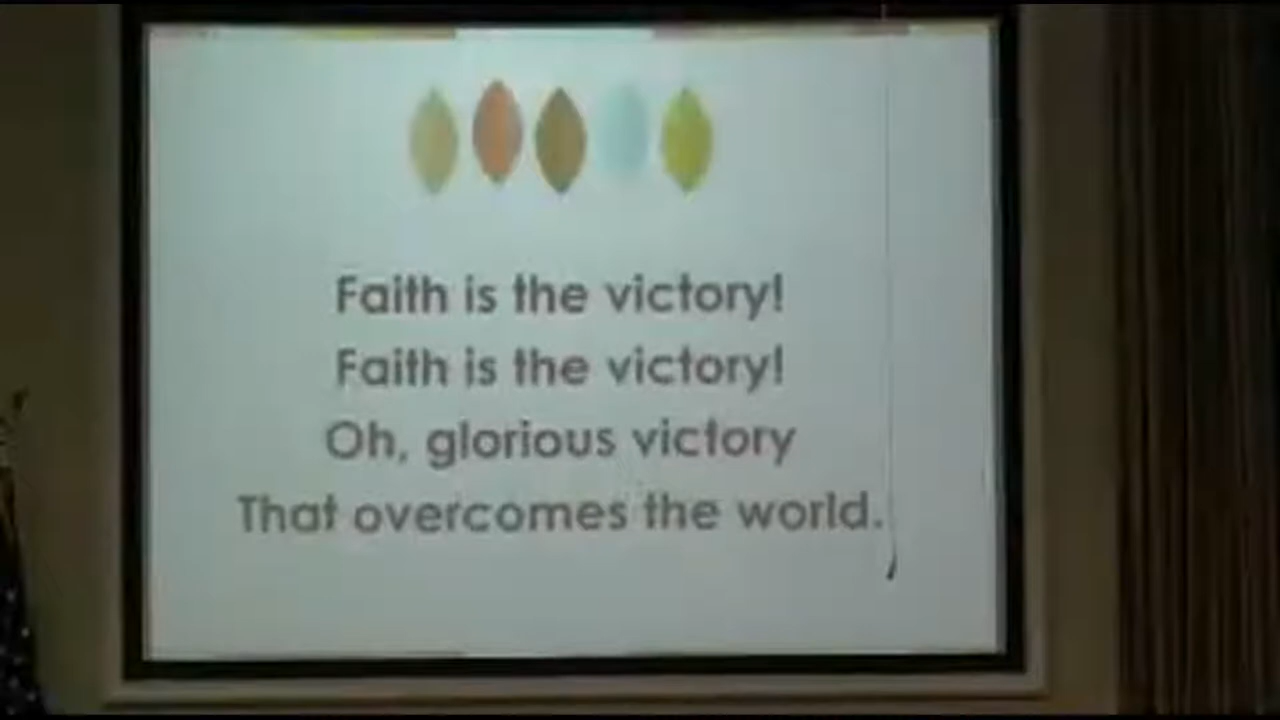 Faith is the victory!
Faith is the victory!
Oh, glorious victory
That overcomes the world.